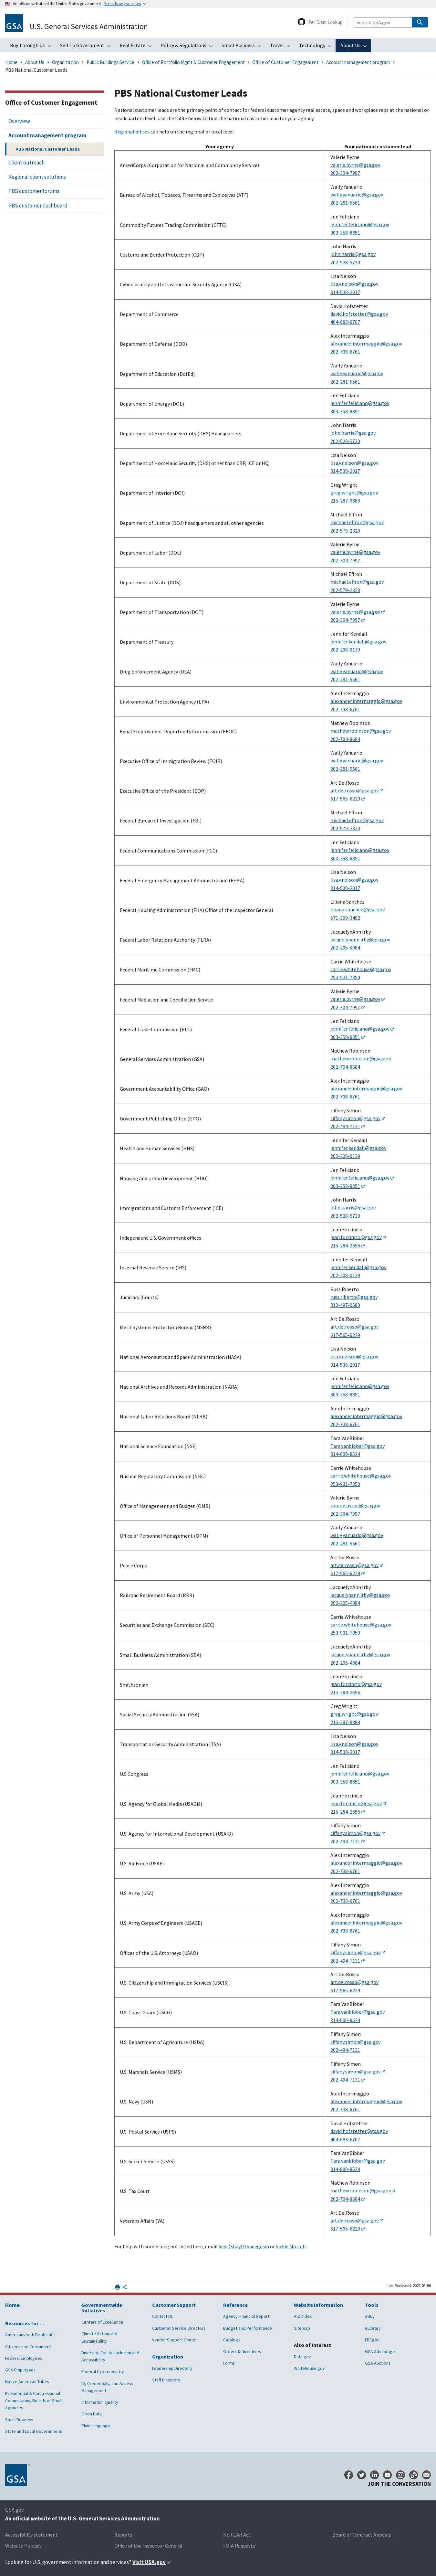 An official website of the United States government Here's how you know
GSA U.S. General Services Administration
Per Diem Lookup
Search GSA.gov
Buy Through Us Sell To Government Real Estate Policy & Regulations Small Business Travel Technology About Us
Home › About Us › Organization › Public Buildings Service › Office of Portfolio Mgmt & Customer Engagement › Office of Customer Engagement › Account management program ›
PBS National Customer Leads
Office of Customer Engagement
Overview
Account management program
PBS National Customer Leads
Client outreach
Regional client solutions
PBS customer forums
PBS customer dashboard
PBS National Customer Leads
National customer leads are the primary point of contact for federal agency customers regarding space or building requirements. Find your agency and the national customer lead who can help you.
Regional offices can help you on the regional or local level.
Your agency Your national customer lead
AmeriCorps (Corporation for National and Community Service)
Valerie Byrne
valerie.byrne@gsa.gov
202-304-7997
Bureau of Alcohol, Tobacco, Firearms and Explosives (ATF)
Wally Yanuario
wally.yanuario@gsa.gov
202-281-5561
Commodity Futures Trading Commission (CFTC)
Jen Feliciano
jennifer.feliciano@gsa.gov
303-358-8851
Customs and Border Protection (CBP)
John Harris
john.harris@gsa.gov
202-528-5730
Cybersecurity and Infrastructure Security Agency (CISA)
Lisa Nelson
lisa.v.nelson@gsa.gov
314-538-2017
Department of Commerce
David Hofstetter
david.hofstetter@gsa.gov
404-683-6707
Department of Defense (DOD)
Alex Intermaggio
alexander.intermaggio@gsa.gov
202-738-6761
Department of Education (DofEd)
Wally Yanuario
wally.yanuario@gsa.gov
202-281-5561
Department of Energy (DOE)
Jen Feliciano
jennifer.feliciano@gsa.gov
303-358-8851
Department of Homeland Security (DHS) Headquarters
John Harris
john.harris@gsa.gov
202-528-5730
Department of Homeland Security (DHS) other than CBP, ICE or HQ
Lisa Nelson
lisa.v.nelson@gsa.gov
314-538-2017
Department of Interior (DOI)
Greg Wright
greg.wright@gsa.gov
215-287-9889
Department of Justice (DOJ) headquarters and all other agencies
Michael Effron
michael.effron@gsa.gov
202-579-2320
Department of Labor (DOL)
Valerie Byrne
valerie.byrne@gsa.gov
202-304-7997
Department of State (DOS)
Michael Effron
michael.effron@gsa.gov
202-579-2320
Department of Transportation (DOT)
Valerie Byrne
valerie.byrne@gsa.gov
202-304-7997
Department of Treasury
Jennifer Kendall
jennifer.kendall@gsa.gov
202-208-0139
Drug Enforcement Agency (DEA)
Wally Yanuario
wally.yanuario@gsa.gov
202-281-5561
Environmental Protection Agency (EPA)
Alex Intermaggio
alexander.intermaggio@gsa.gov
202-738-6761
Equal Employment Opportunity Commission (EEOC)
Mathew Robinson
mathew.robinson@gsa.gov
202-704-8684
Executive Office of Immigration Review (EOIR)
Wally Yanuario
wally.yanuario@gsa.gov
202-281-5561
Executive Office of the President (EOP)
Art DelRosso
art.delrosso@gsa.gov
617-565-6229
Federal Bureau of Investigation (FBI)
Michael Effron
michael.effron@gsa.gov
202-579-2320
Federal Communications Commission (FCC)
Jen Feliciano
jennifer.feliciano@gsa.gov
303-358-8851
Federal Emergency Management Administration (FEMA)
Lisa Nelson
lisa.v.nelson@gsa.gov
314-538-2017
Federal Housing Administration (FHA) Office of the Inspector General
Liliana Sanchez
liliana.sanchez@gsa.gov
571-309-3492
Federal Labor Relations Authority (FLRA)
JacquelynAnn Irby
jacquelynann.irby@gsa.gov
202-205-4084
Federal Maritime Commission (FMC)
Carrie Whitehouse
carrie.whitehouse@gsa.gov
253-931-7350
Federal Mediation and Conciliation Service
Valerie Byrne
valerie.byrne@gsa.gov
202-304-7997
Federal Trade Commission (FTC)
Jen Feliciano
jennifer.feliciano@gsa.gov
303-358-8851
General Services Administration (GSA)
Mathew Robinson
mathew.robinson@gsa.gov
202-704-8684
Government Accountability Office (GAO)
Alex Intermaggio
alexander.intermaggio@gsa.gov
202-738-6761
Government Publishing Office (GPO)
Tiffany Simon
tiffany.simon@gsa.gov
202-494-7131
Health and Human Services (HHS)
Jennifer Kendall
jennifer.kendall@gsa.gov
202-208-0139
Housing and Urban Development (HUD)
Jen Feliciano
jennifer.feliciano@gsa.gov
303-358-8851
Immigrations and Customs Enforcement (ICE)
John Harris
john.harris@gsa.gov
202-528-5730
Independent U.S. Government offices
Jean Forcinito
jean.forcinito@gsa.gov
215-284-2656
Internal Revenue Service (IRS)
Jennifer Kendall
jennifer.kendall@gsa.gov
202-208-0139
Judiciary (Courts)
Russ Riberto
russ.riberto@gsa.gov
312-497-0580
Merit Systems Protection Bureau (MSRB)
Art DelRosso
art.delrosso@gsa.gov
617-565-6229
National Aeronautics and Space Administration (NASA)
Lisa Nelson
lisa.v.nelson@gsa.gov
314-538-2017
National Archives and Records Administration (NARA)
Jen Feliciano
jennifer.feliciano@gsa.gov
303-358-8851
National Labor Relations Board (NLRB)
Alex Intermaggio
alexander.intermaggio@gsa.gov
202-738-6761
National Science Foundation (NSF)
Tara VanBibber
Tara.vanbibber@gsa.gov
314-800-8524
Nuclear Regulatory Commission (NRC)
Carrie Whitehouse
carrie.whitehouse@gsa.gov
253-931-7350
Office of Management and Budget (OMB)
Valerie Byrne
valerie.byrne@gsa.gov
202-304-7997
Office of Personnel Management (OPM)
Wally Yanuario
wally.yanuario@gsa.gov
202-281-5561
Peace Corps
Art DelRosso
art.delrosso@gsa.gov
617-565-6229
Railroad Retirement Board (RRB)
JacquelynAnn Irby
jacquelynann.irby@gsa.gov
202-205-4084
Securities and Exchange Commission (SEC)
Carrie Whitehouse
carrie.whitehouse@gsa.gov
253-931-7350
Small Business Administration (SBA)
JacquelynAnn Irby
jacquelynann.irby@gsa.gov
202-205-4084
Smithsonian
Jean Forcinito
jean.forcinito@gsa.gov
215-284-2656
Social Security Administration (SSA)
Greg Wright
greg.wright@gsa.gov
215-287-9889
Transportation Security Administration (TSA)
Lisa Nelson
lisa.v.nelson@gsa.gov
314-538-2017
U.S Congress
Jen Feliciano
jennifer.feliciano@gsa.gov
303-358-8851
U.S. Agency for Global Media (USAGM)
Jean Forcinito
jean.forcinito@gsa.gov
215-284-2656
U.S. Agency for International Development (USAID)
Tiffany Simon
tiffany.simon@gsa.gov
202-494-7131
U.S. Air Force (USAF)
Alex Intermaggio
alexander.intermaggio@gsa.gov
202-738-6761
U.S. Army (USA)
Alex Intermaggio
alexander.intermaggio@gsa.gov
202-738-6761
U.S. Army Corps of Engineers (USACE)
Alex Intermaggio
alexander.intermaggio@gsa.gov
202-738-6761
Offices of the U.S. Attorneys (USAO)
Tiffany Simon
tiffany.simon@gsa.gov
202-494-7131
U.S. Citizenship and Immigration Services (USCIS)
Art DelRosso
art.delrosso@gsa.gov
617-565-6229
U.S. Coast Guard (USCG)
Tara VanBibber
Tara.vanbibber@gsa.gov
314-800-8524
U.S. Department of Agriculture (USDA)
Tiffany Simon
tiffany.simon@gsa.gov
202-494-7131
U.S. Marshals Service (USMS)
Tiffany Simon
tiffany.simon@gsa.gov
202-494-7131
U.S. Navy (USN)
Alex Intermaggio
alexander.intermaggio@gsa.gov
202-738-6761
U.S. Postal Service (USPS)
David Hofstetter
david.hofstetter@gsa.gov
404-683-6707
U.S. Secret Service (USSS)
Tara VanBibber
Tara.vanbibber@gsa.gov
314-800-8524
U.S. Tax Court
Mathew Robinson
mathew.robinson@gsa.gov
202-704-8684
Veterans Affairs (VA)
Art DelRosso
art.delrosso@gsa.gov
617-565-6229
For help with something not listed here, email Seyi (Shay) Gbadegesin or Vickie Morreti.
Home
Resources for …
Americans with Disabilities
Citizens and Consumers
Federal Employees
GSA Employees
Native American Tribes
Presidential & Congressional Commissions, Boards or Small Agencies
Small Business
State and Local Governments
Governmentwide Initiatives
Centers of Excellence
Climate Action and Sustainability
Diversity, Equity, Inclusion and Accessibility
Federal Cybersecurity
ID, Credentials, and Access Management
Information Quality
Open Data
Plain Language
Customer Support
Contact Us
Customer Service Directors
Vendor Support Center
Organization
Leadership Directory
Staff Directory
Reference
Agency Financial Report
Budget and Performance
Catalogs
Orders & Directives
Forms
Website Information
A-Z Index
Sitemap
Also of Interest
Data.gov
Whitehouse.gov
Tools
eBuy
eLibrary
FBF.gov
GSA Advantage
GSA Auctions
GSA
JOIN THE CONVERSATION
GSA.gov
An official website of the U.S. General Services Administration
Accessibility statement Reports No FEAR Act Board of Contract Appeals
Website Policies Office of the Inspector General FOIA Requests
Looking for U.S. government information and services? Visit USA.gov